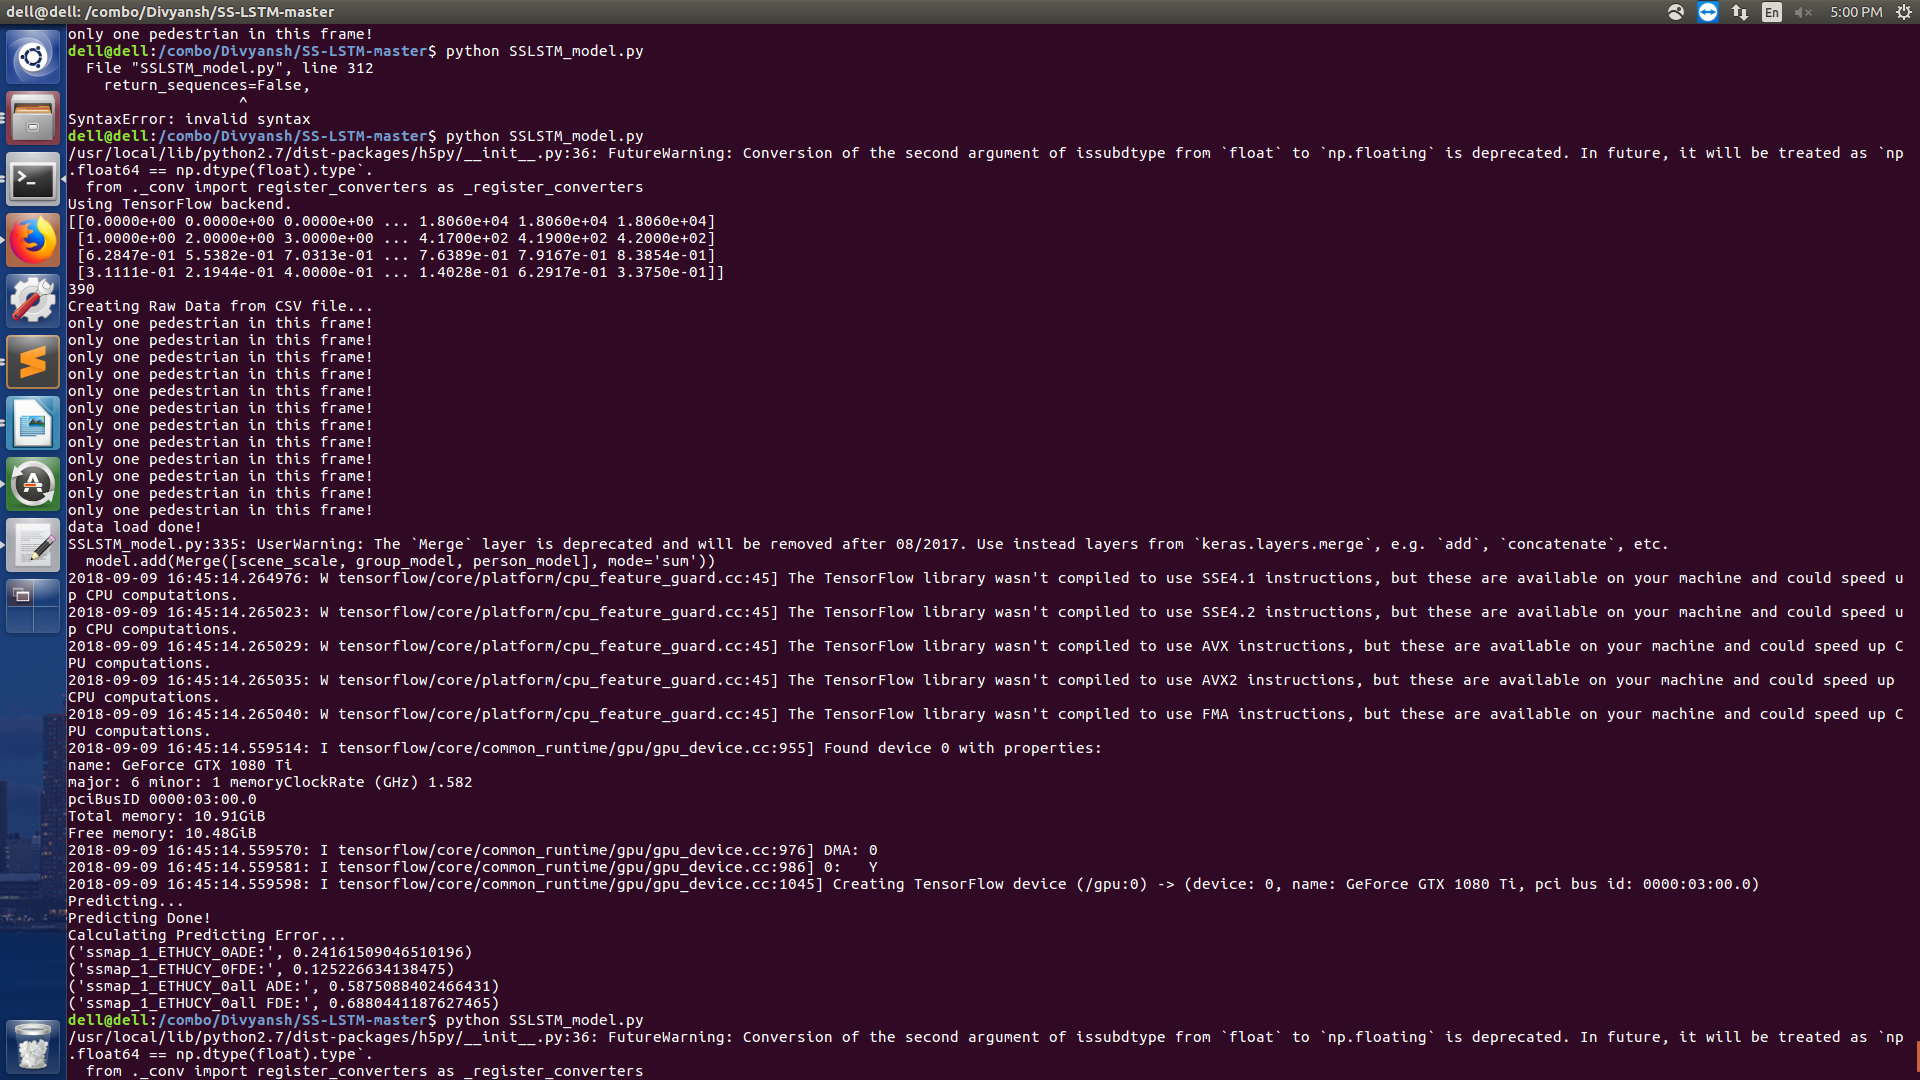 dell@dell: /combo/Divyansh/SS-LSTM-master
En
5:00 PM
only one pedestrian in this frame!
dell@dell:/combo/Divyansh/SS-LSTM-master$ python SSLSTM_model.py
  File "SSLSTM_model.py", line 312
    return_sequences=False,
                   ^
SyntaxError: invalid syntax
dell@dell:/combo/Divyansh/SS-LSTM-master$ python SSLSTM_model.py
/usr/local/lib/python2.7/dist-packages/h5py/__init__.py:36: FutureWarning: Conversion of the second argument of issubdtype from `float` to `np.floating` is deprecated. In future, it will be treated as `np
.float64 == np.dtype(float).type`.
  from ._conv import register_converters as _register_converters
Using TensorFlow backend.
[[0.0000e+00 0.0000e+00 0.0000e+00 ... 1.8060e+04 1.8060e+04 1.8060e+04]
 [1.0000e+00 2.0000e+00 3.0000e+00 ... 4.1700e+02 4.1900e+02 4.2000e+02]
 [6.2847e-01 5.5382e-01 7.0313e-01 ... 7.6389e-01 7.9167e-01 8.3854e-01]
 [3.1111e-01 2.1944e-01 4.0000e-01 ... 1.4028e-01 6.2917e-01 3.3750e-01]]
390
Creating Raw Data from CSV file...
only one pedestrian in this frame!
only one pedestrian in this frame!
only one pedestrian in this frame!
only one pedestrian in this frame!
only one pedestrian in this frame!
only one pedestrian in this frame!
only one pedestrian in this frame!
only one pedestrian in this frame!
only one pedestrian in this frame!
only one pedestrian in this frame!
only one pedestrian in this frame!
only one pedestrian in this frame!
data load done!
SSLSTM_model.py:335: UserWarning: The `Merge` layer is deprecated and will be removed after 08/2017. Use instead layers from `keras.layers.merge`, e.g. `add`, `concatenate`, etc.
  model.add(Merge([scene_scale, group_model, person_model], mode='sum'))
2018-09-09 16:45:14.264976: W tensorflow/core/platform/cpu_feature_guard.cc:45] The TensorFlow library wasn't compiled to use SSE4.1 instructions, but these are available on your machine and could speed u
p CPU computations.
2018-09-09 16:45:14.265023: W tensorflow/core/platform/cpu_feature_guard.cc:45] The TensorFlow library wasn't compiled to use SSE4.2 instructions, but these are available on your machine and could speed u
p CPU computations.
2018-09-09 16:45:14.265029: W tensorflow/core/platform/cpu_feature_guard.cc:45] The TensorFlow library wasn't compiled to use AVX instructions, but these are available on your machine and could speed up C
PU computations.
2018-09-09 16:45:14.265035: W tensorflow/core/platform/cpu_feature_guard.cc:45] The TensorFlow library wasn't compiled to use AVX2 instructions, but these are available on your machine and could speed up
CPU computations.
2018-09-09 16:45:14.265040: W tensorflow/core/platform/cpu_feature_guard.cc:45] The TensorFlow library wasn't compiled to use FMA instructions, but these are available on your machine and could speed up C
PU computations.
2018-09-09 16:45:14.559514: I tensorflow/core/common_runtime/gpu/gpu_device.cc:955] Found device 0 with properties:
name: GeForce GTX 1080 Ti
major: 6 minor: 1 memoryClockRate (GHz) 1.582
pciBusID 0000:03:00.0
Total memory: 10.91GiB
Free memory: 10.48GiB
2018-09-09 16:45:14.559570: I tensorflow/core/common_runtime/gpu/gpu_device.cc:976] DMA: 0
2018-09-09 16:45:14.559581: I tensorflow/core/common_runtime/gpu/gpu_device.cc:986] 0:   Y
2018-09-09 16:45:14.559598: I tensorflow/core/common_runtime/gpu/gpu_device.cc:1045] Creating TensorFlow device (/gpu:0) -> (device: 0, name: GeForce GTX 1080 Ti, pci bus id: 0000:03:00.0)
Predicting...
Predicting Done!
Calculating Predicting Error...
('ssmap_1_ETHUCY_0ADE:', 0.24161509046510196)
('ssmap_1_ETHUCY_0FDE:', 0.125226634138475)
('ssmap_1_ETHUCY_0all ADE:', 0.5875088402466431)
('ssmap_1_ETHUCY_0all FDE:', 0.6880441187627465)
dell@dell:/combo/Divyansh/SS-LSTM-master$ python SSLSTM_model.py
/usr/local/lib/python2.7/dist-packages/h5py/__init__.py:36: FutureWarning: Conversion of the second argument of issubdtype from `float` to `np.floating` is deprecated. In future, it will be treated as `np
.float64 == np.dtype(float).type`.
  from ._conv import register_converters as _register_converters